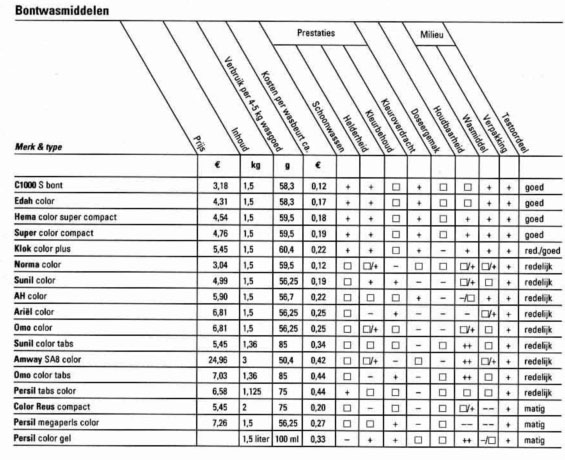 Bontwasmiddelen
Prestaties Milieu
Merk & type Prijs Inhoud Verbruik per 4-5 kg wasgoed Kosten per wasbeurt ca. Schoonwassen Helderheid Kleurbehoud Kleuroverdracht Doseergemak Houdbaarheid Wasmiddel Verpakking Testoordeel
€ kg g €
C1000 S bont 3,18 1,5 58,3 0,12 + + □ + □ □ + + goed
Edah color 4,31 1,5 58,3 0,17 + + □ + □ □ + + goed
Hema color super compact 4,54 1,5 59,5 0,18 + + □ + □ + + + goed
Super color compact 4,76 1,5 59,5 0,19 + + □ + □ + + + goed
Klok color plus 5,45 1,5 60,4 0,22 + + □ + – + + + red./goed
Norma color 3,04 1,5 59,5 0,12 □ □/+ – □ □ □/+ □/+ + redelijk
Sunil color 4,99 1,5 56,25 0,19 □ + + – – □/+ □ + redelijk
AH color 5,90 1,5 56,7 0,22 □ □ □ + – –/□ + + redelijk
Ariël color 6,81 1,5 56,25 0,25 □ – + – – – □/+ + redelijk
Omo color 6,81 1,5 56,25 0,25 □ □/+ – – – □/+ □ + redelijk
Sunil color tabs 5,45 1,36 85 0,34 □ □ □ – □ ++ □ + redelijk
Amway SA8 color 24,96 3 50,4 0,42 □ □/+ – □ – ++ □/+ + redelijk
Omo color tabs 7,03 1,36 85 0,44 □ – + – □ ++ □ + redelijk
Persil tabs color 6,58 1,125 75 0,44 + □ □ – □ □ □ + redelijk
Color Reus compact 5,45 2 75 0,20 □ – □ – □ □/+ –– + matig
Persil megaperls color 7,26 1,5 56,25 0,27 □ □ + – □ –– –– + matig
Persil color gel 1,5 liter 100 ml 0,33 – + + □ □ ++ –/□ + matig